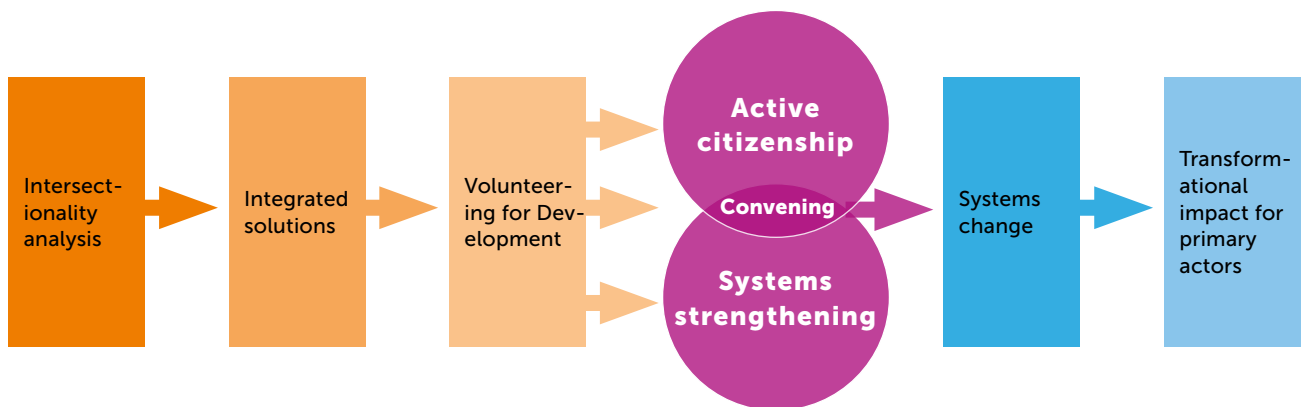 Intersect-
ionality
analysis
Integrated
solutions
Volunteer-
ing for Dev-
elopment
Active
citizenship
Convening
Systems
strengthening
Systems
change
Transform-
ational
impact for
primary
actors